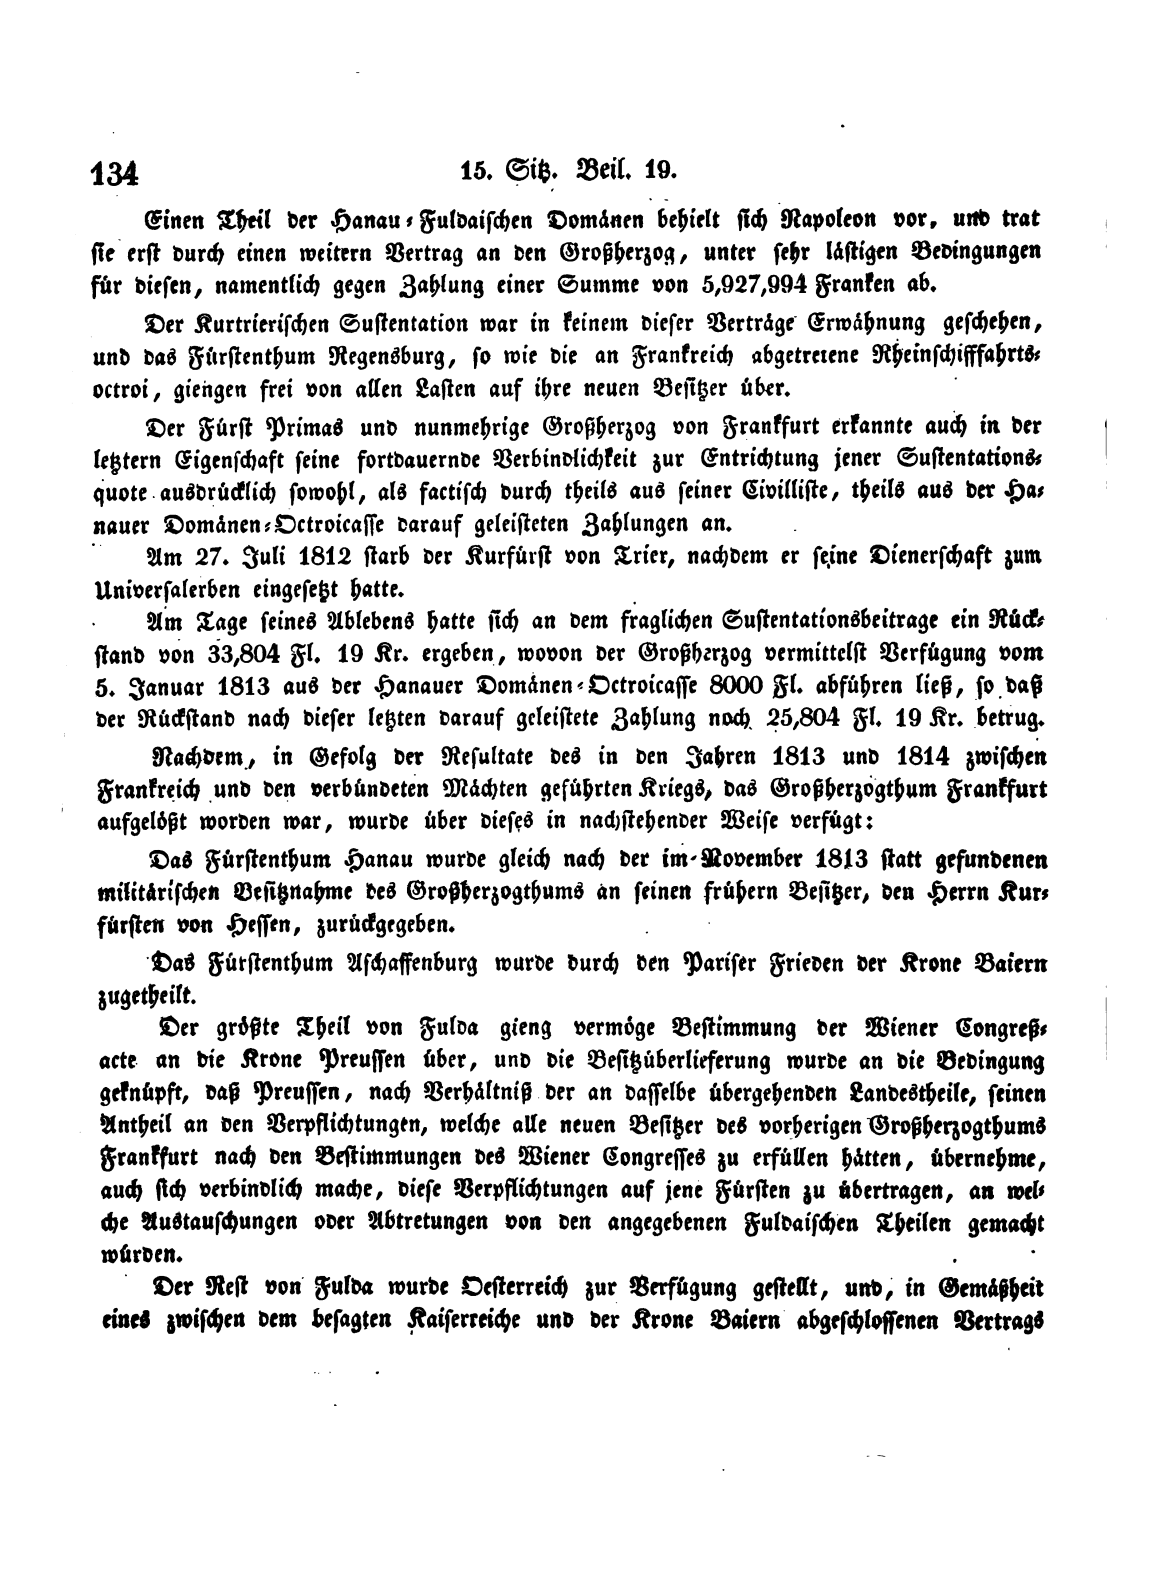 134 15. Sitz. Beil. 19.
Einen Theil der Hanau-Fuldaischen Domänen behielt sich Napoleon vor, und trat
sie erst durch einen weitern Vertrag an den Großherzog, unter sehr lästigen Bedingungen
für diesen, namentlich gegen Zahlung einer Summe von 5,927,994 Franken ab.
Der Kurtrierischen Sustentation war in keinem dieser Verträge Erwähnung geschehen,
und das Fürstenthum Regensburg, so wie die an Frankreich abgetretene Rheinschifffahrts-
octroi, giengen frei von allen Lasten auf ihre neuen Besitzer über.
Der Fürst Primas und nunmehrige Großherzog von Frankfurt erkannte auch in der
letztern Eigenschaft seine fortdauernde Verbindlichkeit zur Entrichtung jener Sustentations-
quote ausdrücklich sowohl, als factisch durch theils aus seiner Civilliste, theils aus der Ha-
nauer Domänen-Octroicasse darauf geleisteten Zahlungen an.
Am 27. Juli 1812 starb der Kurfürst von Trier, nachdem er seine Dienerschaft zum
Universalerben eingesetzt hatte.
Am Tage seines Ablebens hatte sich an dem fraglichen Sustentationsbeitrage ein Rück-
stand von 33,804 Fl. 19 Kr. ergeben, wovon der Großherzog vermittelst Verfügung vom
5. Januar 1813 aus der Hanauer Domänen-Octroicasse 8000 Fl. abführen ließ, so daß
der Rückstand nach dieser letzten darauf geleistete Zahlung noch 25,804 Fl. 19 Kr. betrug.
Nachdem, in Gefolg der Resultate des in den Jahren 1813 und 1814 zwischen
Frankreich und den verbündeten Mächten geführten Kriegs, das Großherzogthum Frankfurt
aufgelößt worden war, wurde über dieses in nachstehender Weise verfügt:
Das Fürstenthum Hanau wurde gleich nach der im November 1813 statt gefundenen
militärischen Besitznahme des Großherzogthums an seinen frühern Besitzer, den Herrn Kur-
fürsten von Hessen, zurückgegeben.
Das Fürstenthum Aschaffenburg wurde durch den Pariser Frieden der Krone Baiern
zugetheilt.
Der größte Theil von Fulda gieng vermöge Bestimmung der Wiener Congreß-
acte an die Krone Preussen über, und die Besitzüberlieferung wurde an die Bedingung
geknüpft, daß Preussen, nach Verhältniß der an dasselbe übergehenden Landestheile, seinen
Antheil an den Verpflichtungen, welche alle neuen Besitzer des vorherigen Großherzogthums
Frankfurt nach den Bestimmungen des Wiener Congresses zu erfüllen hätten, übernehme,
auch sich verbindlich mache, diese Verpflichtungen auf jene Fürsten zu übertragen, an wel-
che Austauschungen oder Abtretungen von den angegebenen Fuldaischen Theilen gemacht
würden.
Der Rest von Fulda wurde Oesterreich zur Verfügung gestellt, und, in Gemäßheit
eines zwischen dem besagten Kaiserreiche und der Krone Baiern abgeschlossenen Vertrags